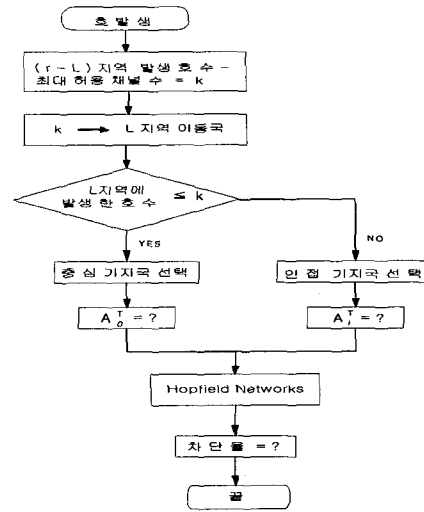 호 발 생
(r-L) 지역 발생 호 수 -
최대 허용 채널 수 = k
k → L 지역 이동국
L지역에
발생 한 호 수 ≤ k
YES
NO
중 심 기지국 선택
인 접 기지국 선 택
A₀ᵀ = ?
Aᵢᵀ = ?
Hopfield Networks
차 단 율 = ?
끝